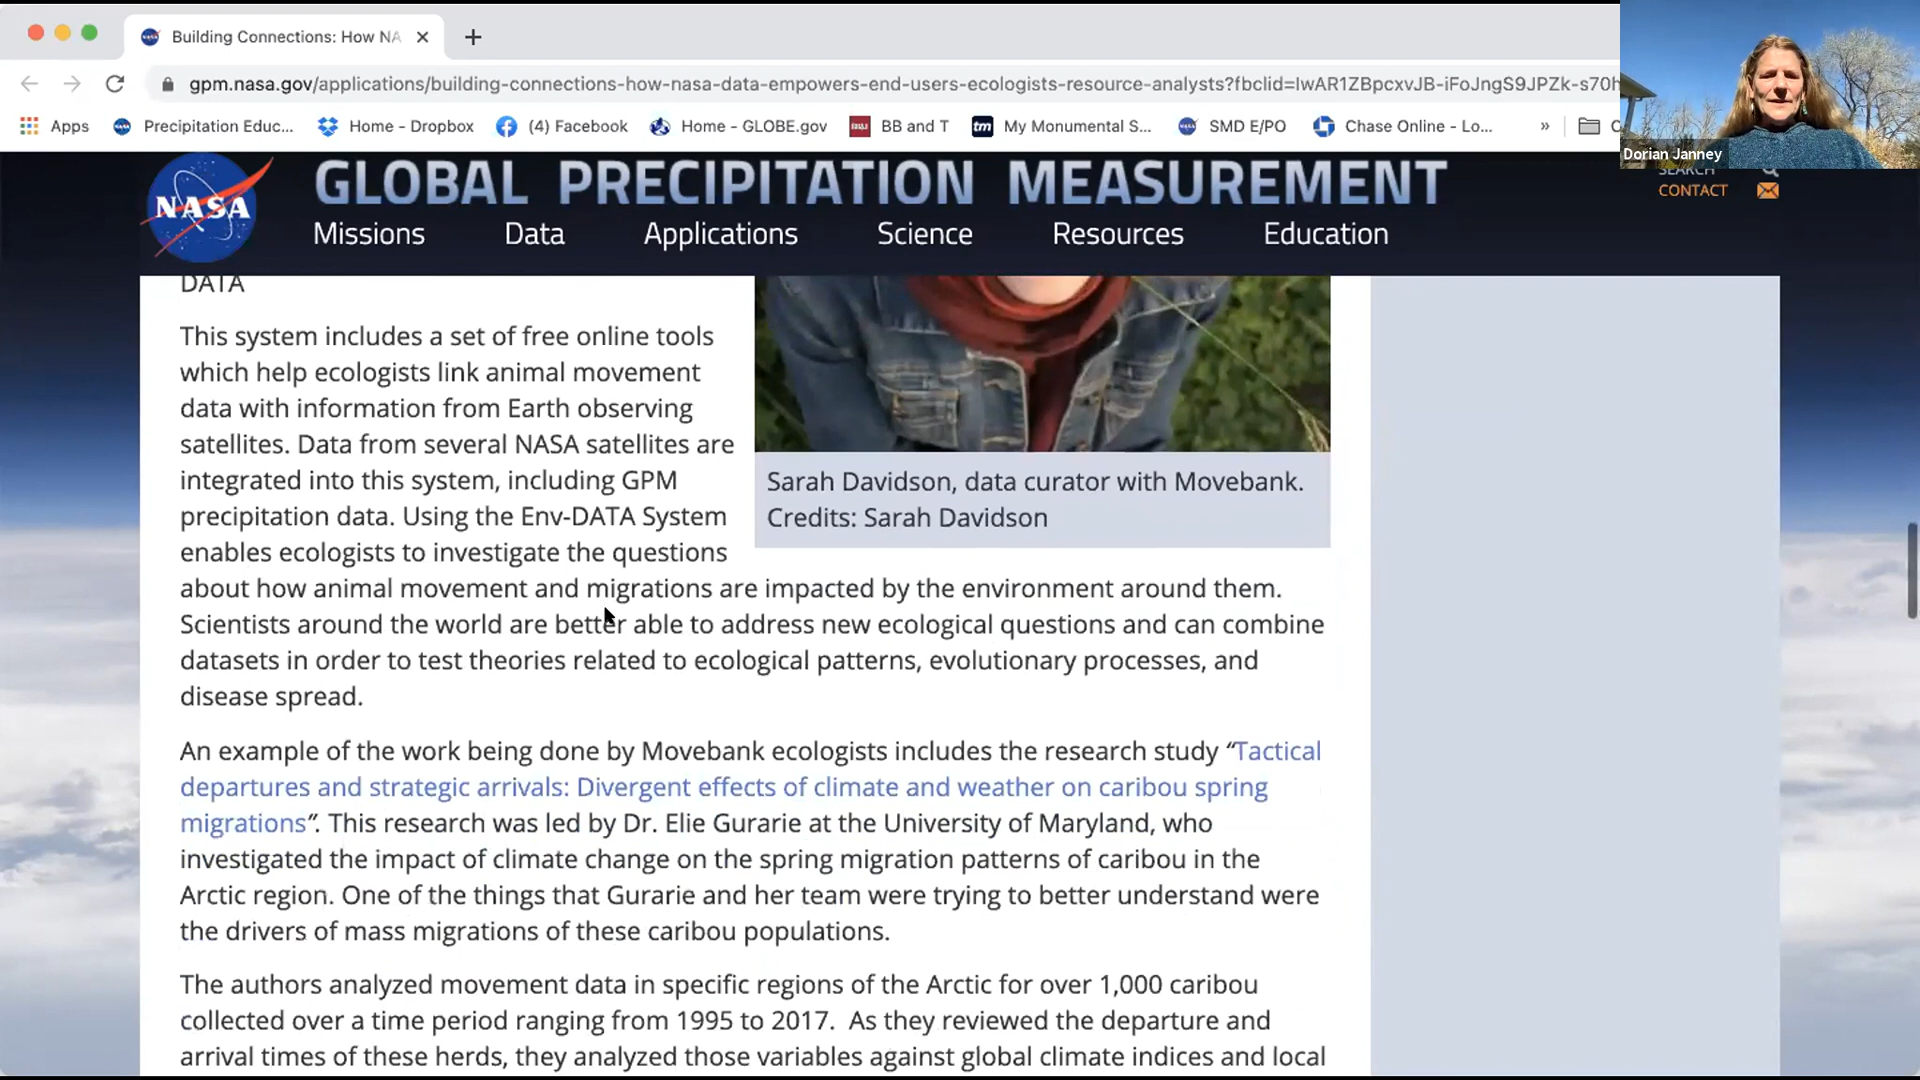 Building Connections: How NA
gpm.nasa.gov/applications/building-connections-how-nasa-data-empowers-end-users-ecologists-resource-analysts?fbclid=IwAR1ZBpcxvJB-iFoJngS9JPZk-s70h
Apps
Precipitation Educ...
Home - Dropbox
(4) Facebook
Home - GLOBE.gov
BB and T
tm
My Monumental S...
SMD E/PO
Chase Online - Lo...
»
Dorian Janney
NASA
GLOBAL PRECIPITATION MEASUREMENT
SEARCH
CONTACT
Missions
Data
Applications
Science
Resources
Education
DATA
This system includes a set of free online tools
which help ecologists link animal movement
data with information from Earth observing
satellites. Data from several NASA satellites are
integrated into this system, including GPM
precipitation data. Using the Env-DATA System
enables ecologists to investigate the questions
about how animal movement and migrations are impacted by the environment around them.
Scientists around the world are better able to address new ecological questions and can combine
datasets in order to test theories related to ecological patterns, evolutionary processes, and
disease spread.
Sarah Davidson, data curator with Movebank.
Credits: Sarah Davidson
An example of the work being done by Movebank ecologists includes the research study “Tactical
departures and strategic arrivals: Divergent effects of climate and weather on caribou spring
migrations”. This research was led by Dr. Elie Gurarie at the University of Maryland, who
investigated the impact of climate change on the spring migration patterns of caribou in the
Arctic region. One of the things that Gurarie and her team were trying to better understand were
the drivers of mass migrations of these caribou populations.
The authors analyzed movement data in specific regions of the Arctic for over 1,000 caribou
collected over a time period ranging from 1995 to 2017. As they reviewed the departure and
arrival times of these herds, they analyzed those variables against global climate indices and local